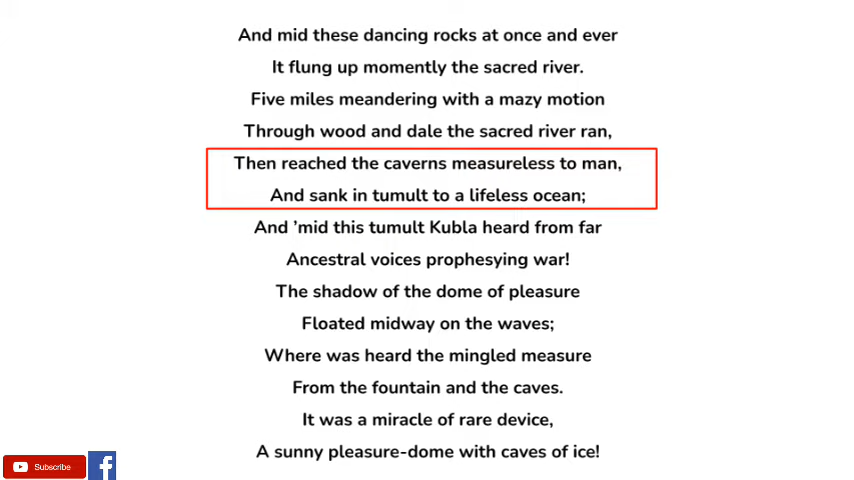 And mid these dancing rocks at once and ever
It flung up momently the sacred river.
Five miles meandering with a mazy motion
Through wood and dale the sacred river ran,
Then reached the caverns measureless to man,
And sank in tumult to a lifeless ocean;
And ’mid this tumult Kubla heard from far
Ancestral voices prophesying war!
The shadow of the dome of pleasure
Floated midway on the waves;
Where was heard the mingled measure
From the fountain and the caves.
It was a miracle of rare device,
A sunny pleasure-dome with caves of ice!
Subscribe f